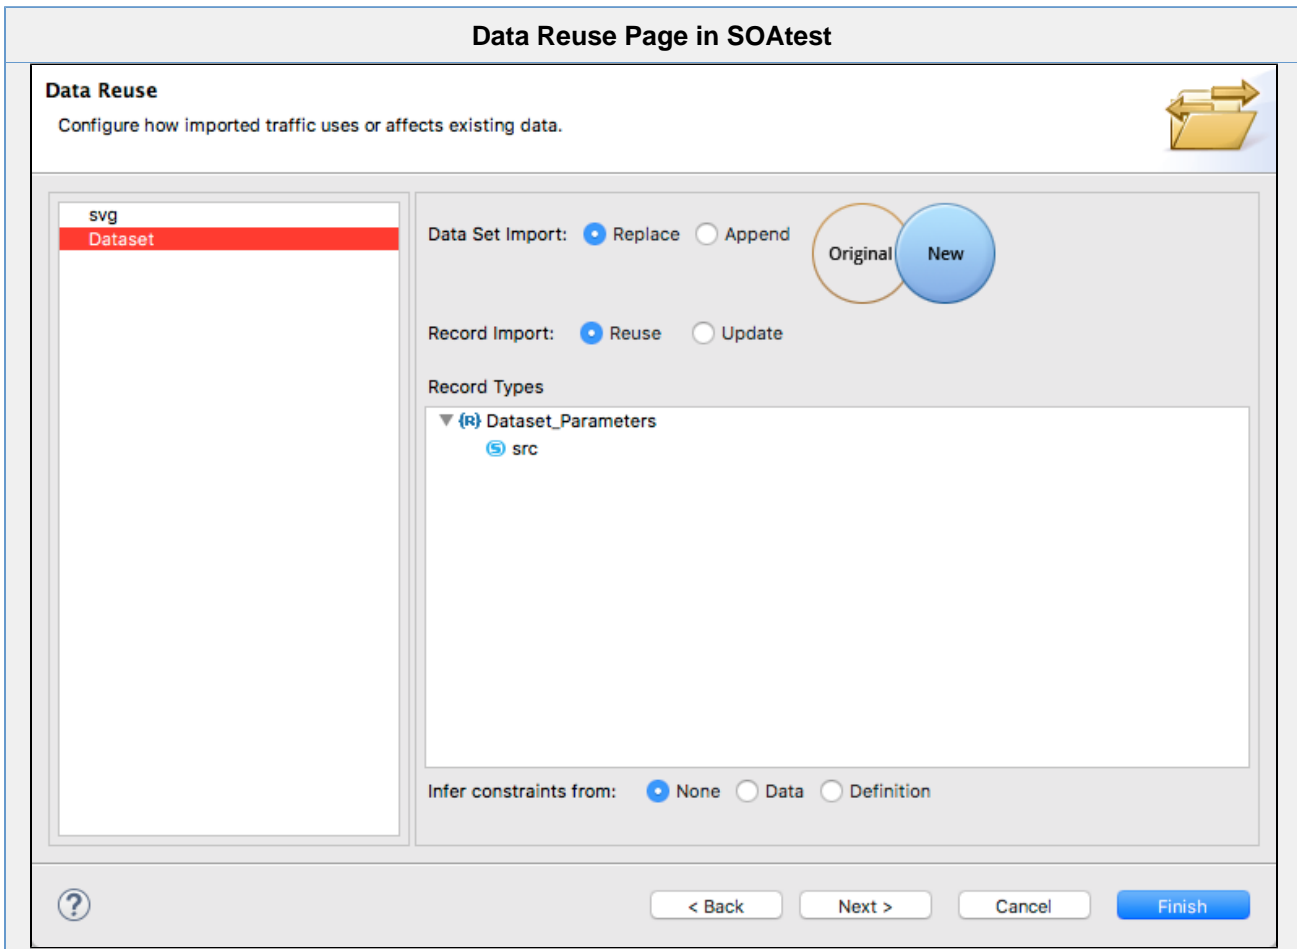 Data Reuse Page in SOAtest
Data Reuse
Configure how imported traffic uses or affects existing data.
svg
Dataset
Data Set Import: Replace Append
Original New
Record Import: Reuse Update
Record Types
{R} Dataset_Parameters
S src
Infer constraints from: None Data Definition
? < Back Next > Cancel Finish